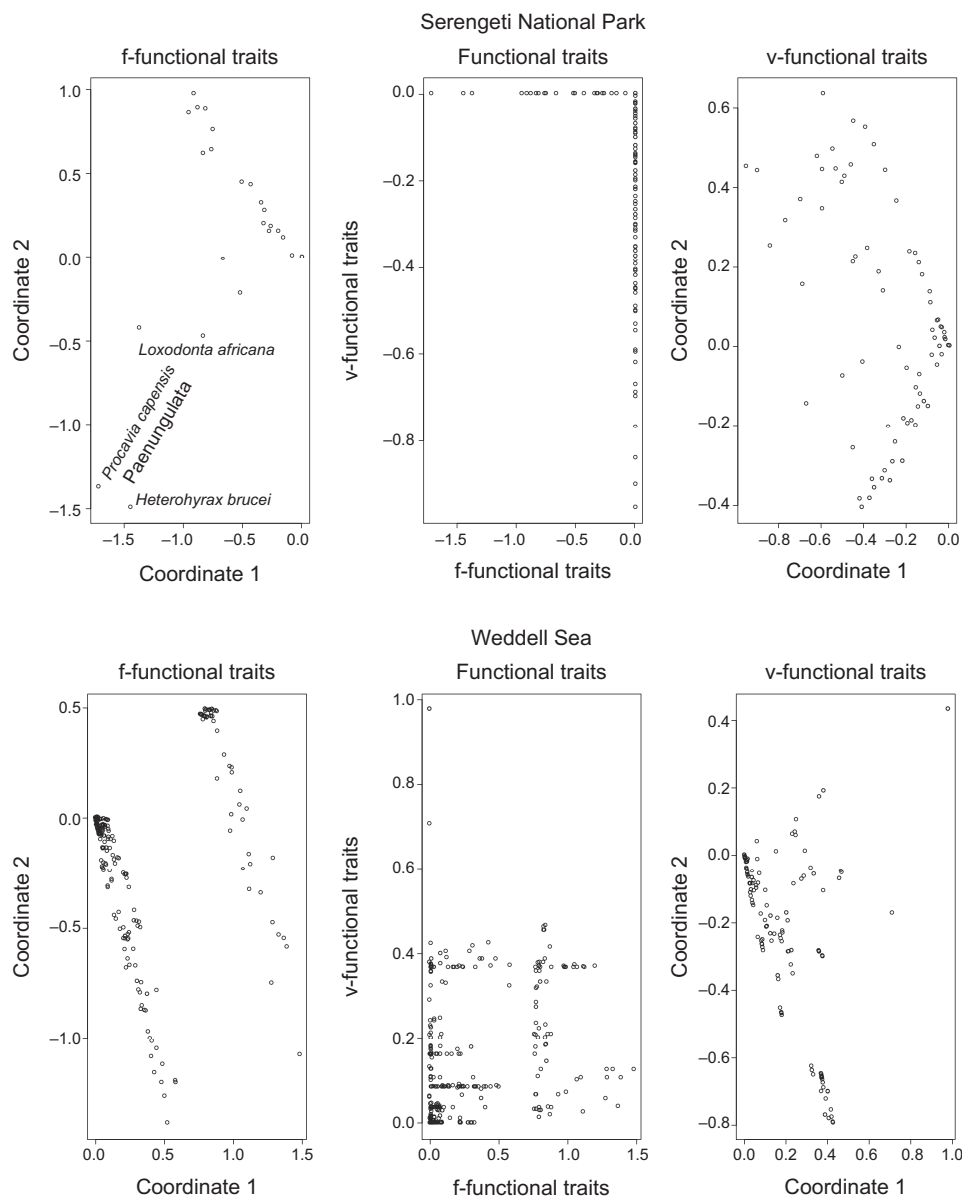 Serengeti National Park
f-functional traits
Functional traits
v-functional traits
1.0
0.5
0.0
–0.5
–1.0
–1.5
Coordinate 2
Loxodonta africana
Procavia capensis
Paenungulata
Heterohyrax brucei
–1.5
–1.0
–0.5
0.0
Coordinate 1
0.0
–0.2
–0.4
–0.6
–0.8
v-functional traits
–1.5
–1.0
–0.5
0.0
f-functional traits
0.6
0.4
0.2
0.0
–0.2
–0.4
Coordinate 2
–0.8
–0.6
–0.4
–0.2
0.0
Coordinate 1
Weddell Sea
f-functional traits
Functional traits
v-functional traits
0.5
0.0
–0.5
–1.0
Coordinate 2
0.0
0.5
1.0
1.5
Coordinate 1
1.0
0.8
0.6
0.4
0.2
0.0
v-functional traits
0.0
0.5
1.0
1.5
f-functional traits
0.4
0.2
0.0
–0.2
–0.4
–0.6
–0.8
Coordinate 2
0.0
0.2
0.4
0.6
0.8
1.0
Coordinate 1